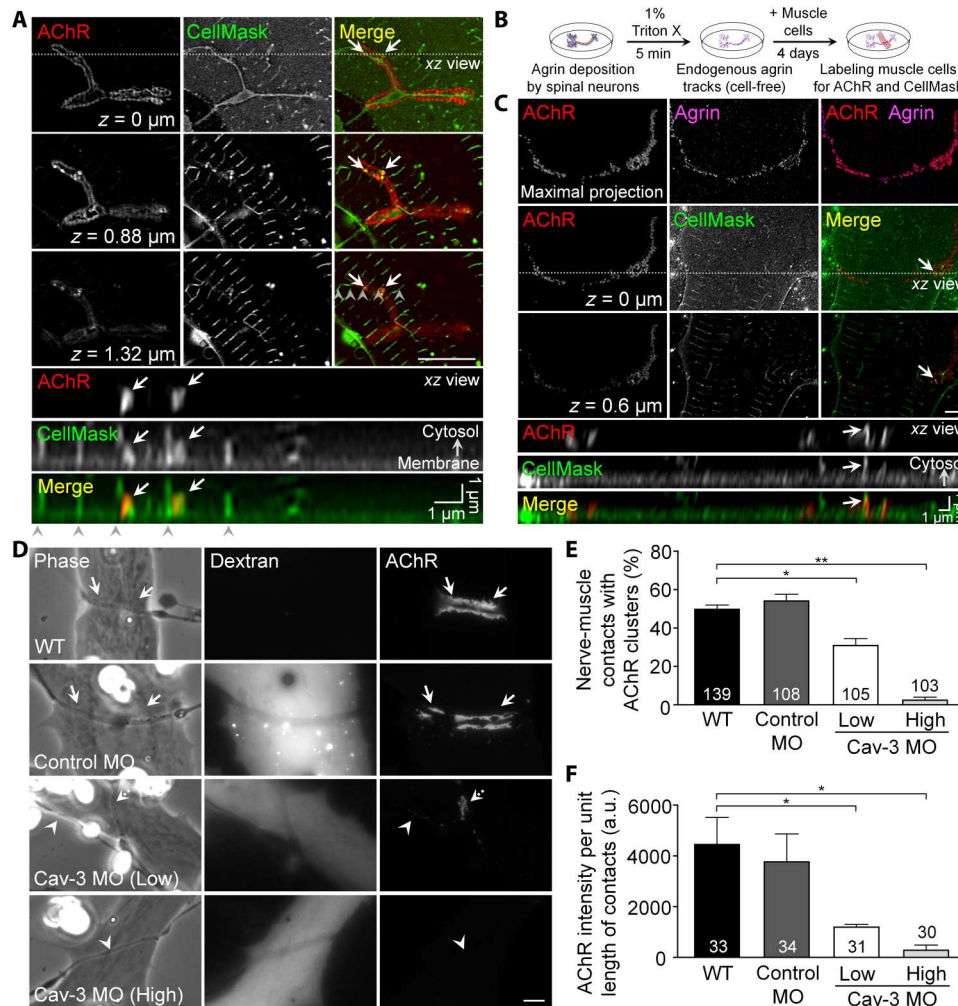 A
AChR
CellMask
Merge
xz view
z = 0 µm
z = 0.88 µm
z = 1.32 µm
AChR
xz view
CellMask
Cytosol
Membrane
Merge
1 µm
1 µm
B
1%
Triton X
5 min
+ Muscle
cells
4 days
Agrin deposition
by spinal neurons
Endogenous agrin
tracks (cell-free)
Labeling muscle cells
for AChR and CellMask
C
AChR
Agrin
AChR Agrin
Maximal projection
AChR
CellMask
Merge
xz view
z = 0 µm
z = 0.6 µm
AChR
xz view
CellMask
Cytosol
Merge
1 µm
D
Phase
Dextran
AChR
WT
Control MO
Cav-3 MO (Low)
Cav-3 MO (High)
E
Nerve-muscle
contacts with
AChR clusters (%)
80
60
40
20
0
**
*
139
108
105
103
WT
Control
MO
Low
High
Cav-3 MO
F
AChR intensity per unit
length of contacts (a.u.)
6000
4000
2000
0
*
*
33
34
31
30
WT
Control
MO
Low
High
Cav-3 MO